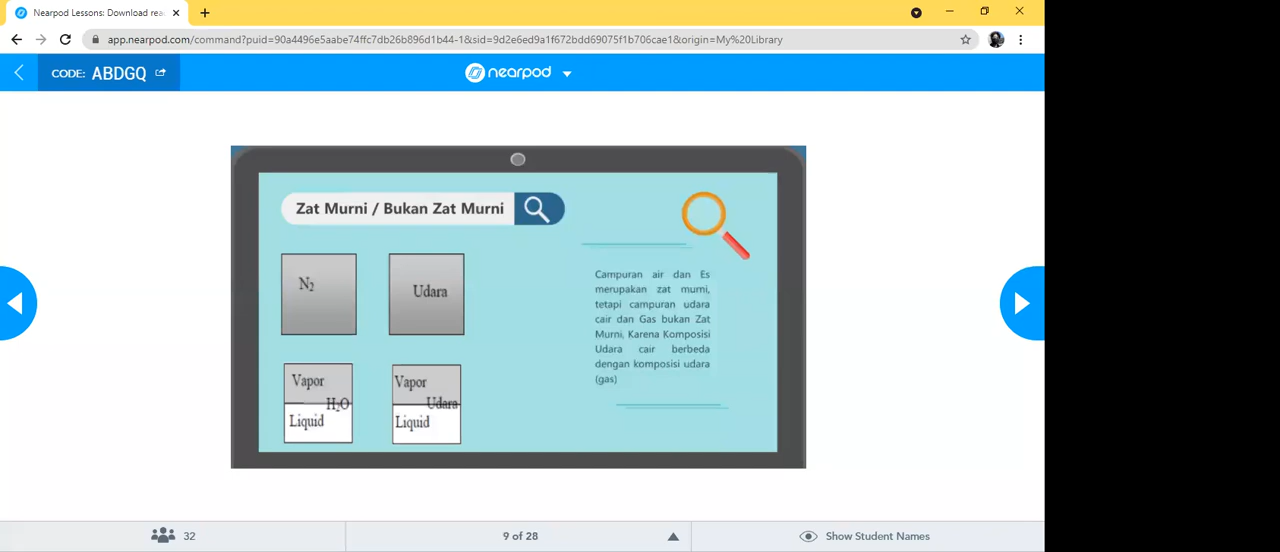 Nearpod Lessons: Download rea
app.nearpod.com/command?puid=90a4496e5aabe74ffc7db26b896d1b44-1&sid=9d2e6ed9a1f672bdd69075f1b706cae1&origin=My%20Library
CODE: ABDGQ
nearpod
Zat Murni / Bukan Zat Murni
N₂
Udara
Vapor
H₂O
Liquid
Vapor
Udara
Liquid
Campuran air dan Es
merupakan zat murni,
tetapi campuran udara
cair dan Gas bukan Zat
Murni, Karena Komposisi
Udara cair berbeda
dengan komposisi udara
(gas)
32
9 of 28
Show Student Names